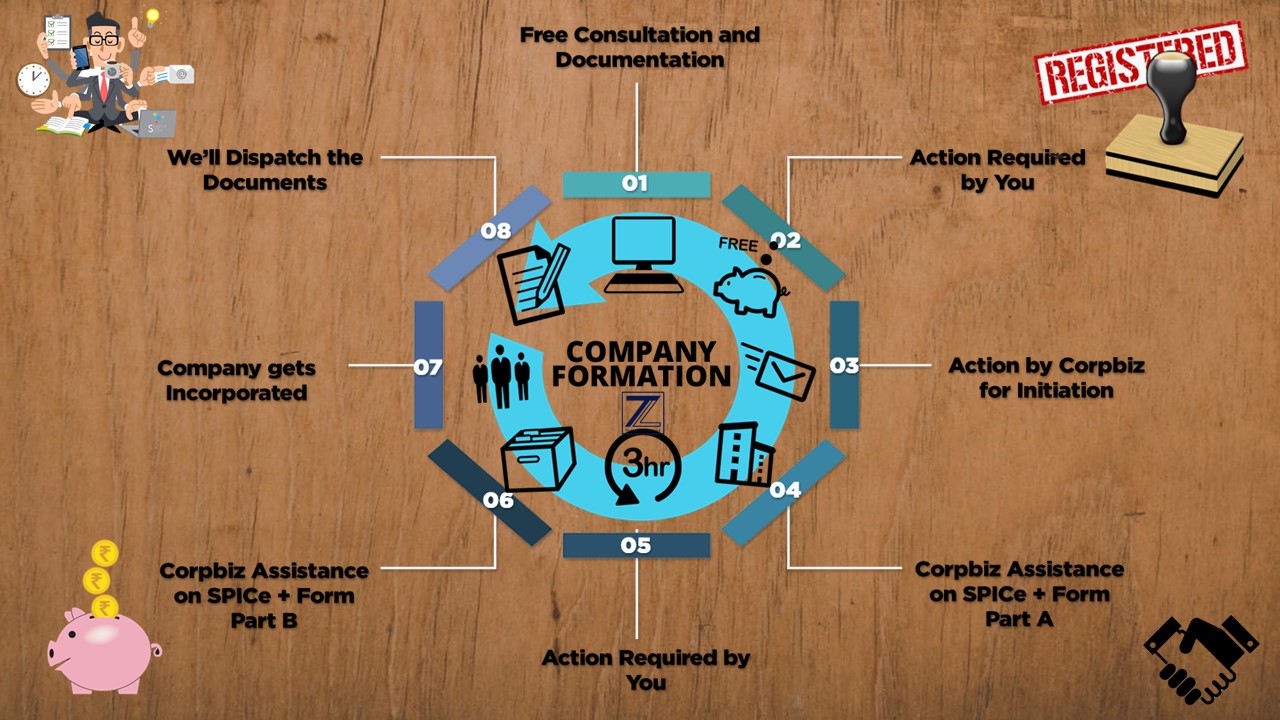 Free Consultation and
Documentation
REGISTERED
We'll Dispatch the
Documents
Action Required
by You
01
08
02
FREE
Company gets
Incorporated
07
COMPANY
FORMATION
03
Action by Corpbiz
for Initiation
3hr
06
04
05
Corpbiz Assistance
on SPICe + Form
Part B
Corpbiz Assistance
on SPICe + Form
Part A
Action Required by
You